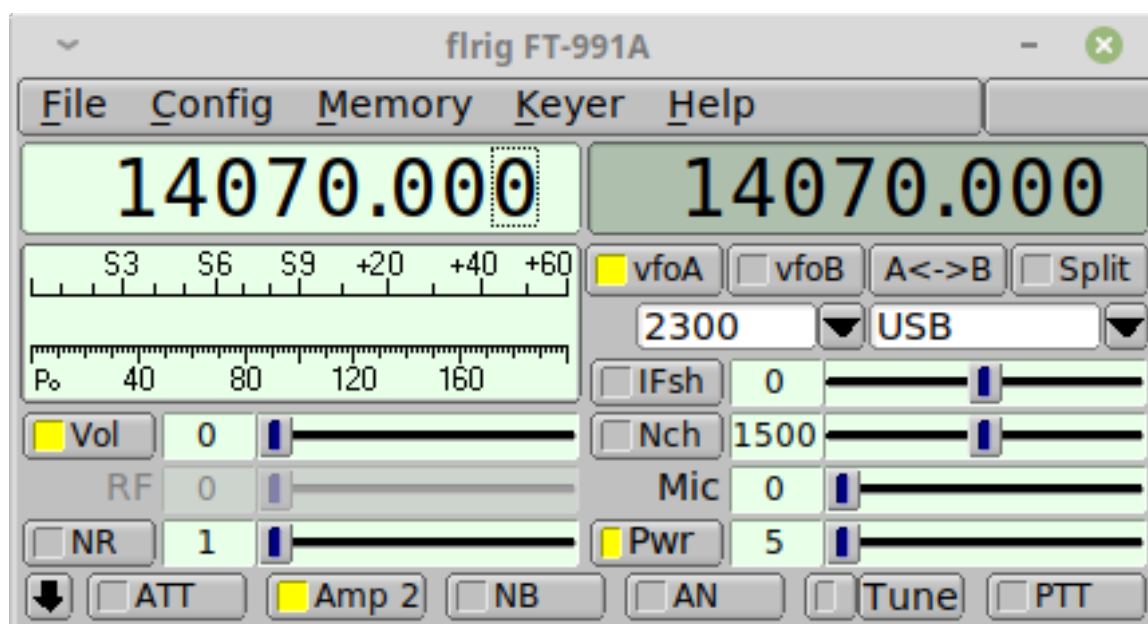 flrig FT-991A
File Config Memory Keyer Help
14070.000 14070.000
S3 S6 S9 +20 +40 +60 vfoA vfoB A<->B Split
2300 USB
Po 40 80 120 160 IFsh 0
Vol 0 Nch 1500
RF 0 Mic 0
NR 1 Pwr 5
ATT Amp 2 NB AN Tune PTT